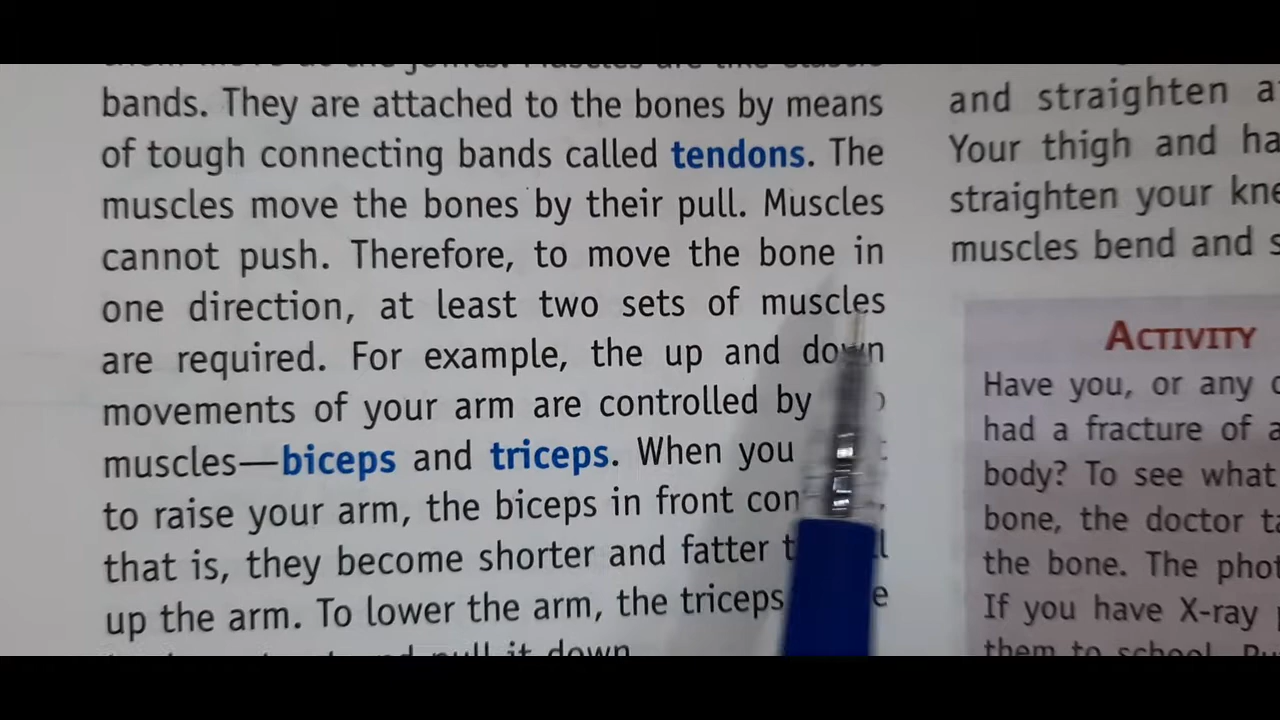 bands. They are attached to the bones by means
of tough connecting bands called tendons. The
muscles move the bones by their pull. Muscles
cannot push. Therefore, to move the bone in
one direction, at least two sets of muscles
are required. For example, the up and down
movements of your arm are controlled by
muscles—biceps and triceps. When you
to raise your arm, the biceps in front
that is, they become shorter and fatter
up the arm. To lower the arm, the triceps
pull it down
and straighten
Your thigh and
straighten your
muscles bend and
ACTIVITY
Have you, or any
had a fracture of
body? To see what
bone, the doctor
the bone. The
If you have X-ray
them to school.